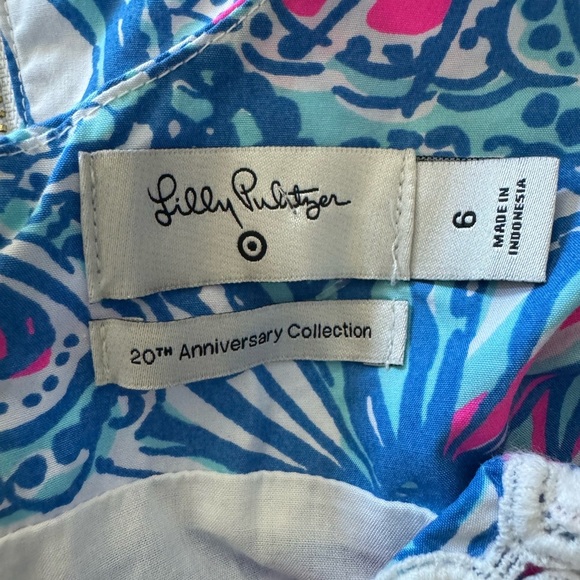 Lilly Pulitzer
20TH Anniversary Collection
6
MADE IN
INDONESIA